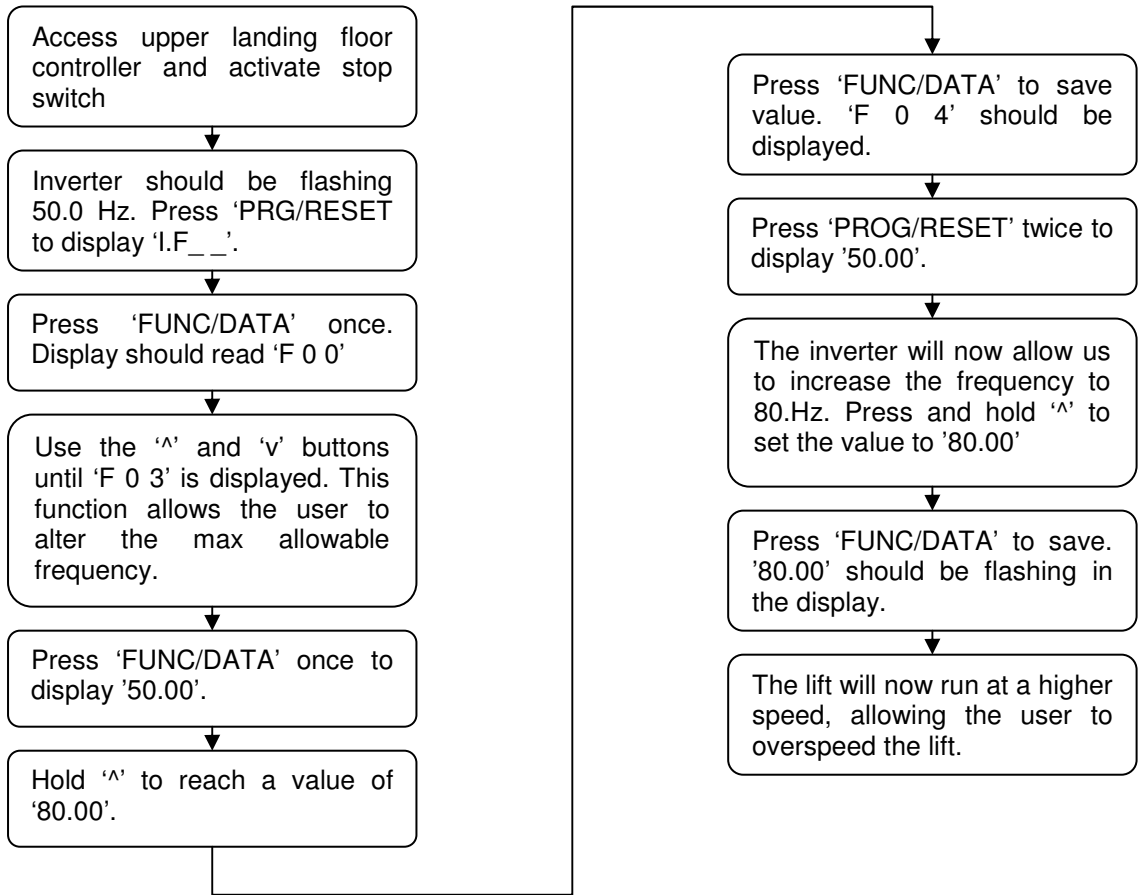 Access upper landing floor
controller and activate stop
switch
Inverter should be flashing
50.0 Hz. Press ‘PRG/RESET
to display ‘I.F_ _’.
Press ‘FUNC/DATA’ once.
Display should read ‘F 0 0’
Use the ‘^’ and ‘v’ buttons
until ‘F 0 3’ is displayed. This
function allows the user to
alter the max allowable
frequency.
Press ‘FUNC/DATA’ once to
display ’50.00’.
Hold ‘^’ to reach a value of
‘80.00’.
Press ‘FUNC/DATA’ to save
value. ‘F 0 4’ should be
displayed.
Press ‘PROG/RESET’ twice to
display ’50.00’.
The inverter will now allow us
to increase the frequency to
80.Hz. Press and hold ‘^’ to
set the value to ’80.00’
Press ‘FUNC/DATA’ to save.
’80.00’ should be flashing in
the display.
The lift will now run at a higher
speed, allowing the user to
overspeed the lift.